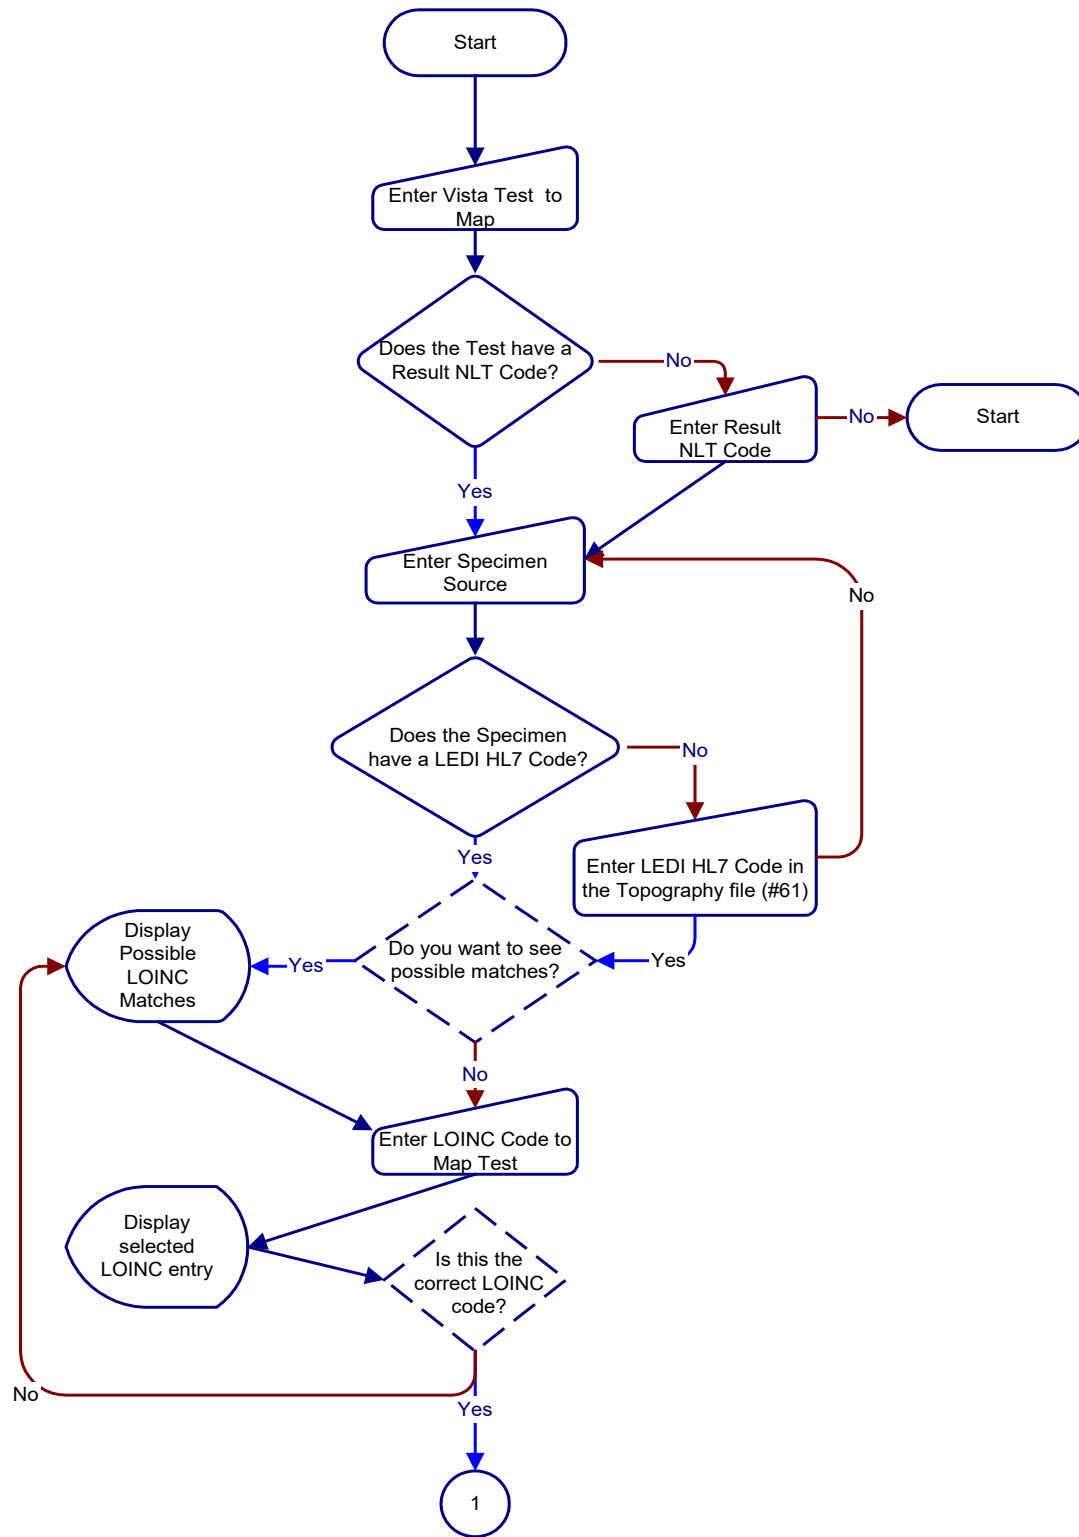 Start
Enter Vista Test to
Map
Does the Test have a
Result NLT Code?
No
Enter Result
NLT Code
No
Start
Yes
Enter Specimen
Source
No
Does the Specimen
have a LEDI HL7 Code?
No
Yes
Enter LEDI HL7 Code in
the Topography file (#61)
Display
Possible
LOINC
Matches
Yes
Do you want to see
possible matches?
Yes
No
Enter LOINC Code to
Map Test
Display
selected
LOINC entry
Is this the
correct LOINC
code?
No
Yes
1